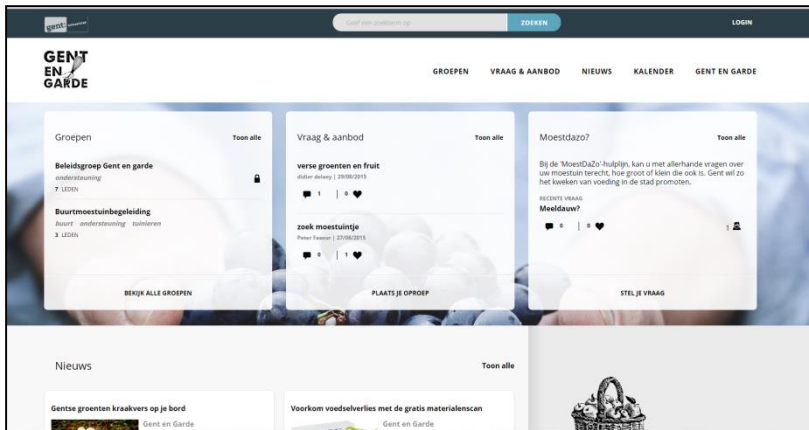 gent:
Geef een zoekterm op
ZOEKEN
LOGIN
GENT
EN
GARDE
GROEPEN
VRAAG & AANBOD
NIEUWS
KALENDER
GENT EN GARDE
Groepen
Toon alle
Beleidsgroep Gent en garde
ondersteuning
7 LEDEN
Buurtmoestuinbegeleiding
buurt ondersteuning tuinieren
3 LEDEN
BEKIJK ALLE GROEPEN
Vraag & aanbod
Toon alle
verse groenten en fruit
didier delaey | 29/08/2015
1 | 0
zoek moestuintje
27/08/2015
0 | 1
PLAATS JE OPROEP
Moestdazo?
Toon alle
Bij de 'MoestDaZo'-hulplijn, kan u met allerhande vragen over
uw moestuin terecht, hoe groot of klein die ook is. Gent wil zo
het kweken van voeding in de stad promoten.
RECENTE VRAAG
Meeldauw?
0 | 0
1
STEL JE VRAAG
Nieuws
Toon alle
Gentse groenten kraakvers op je bord
Gent en Garde
Voorkom voedselverlies met de gratis materialenscan
Gent en Garde